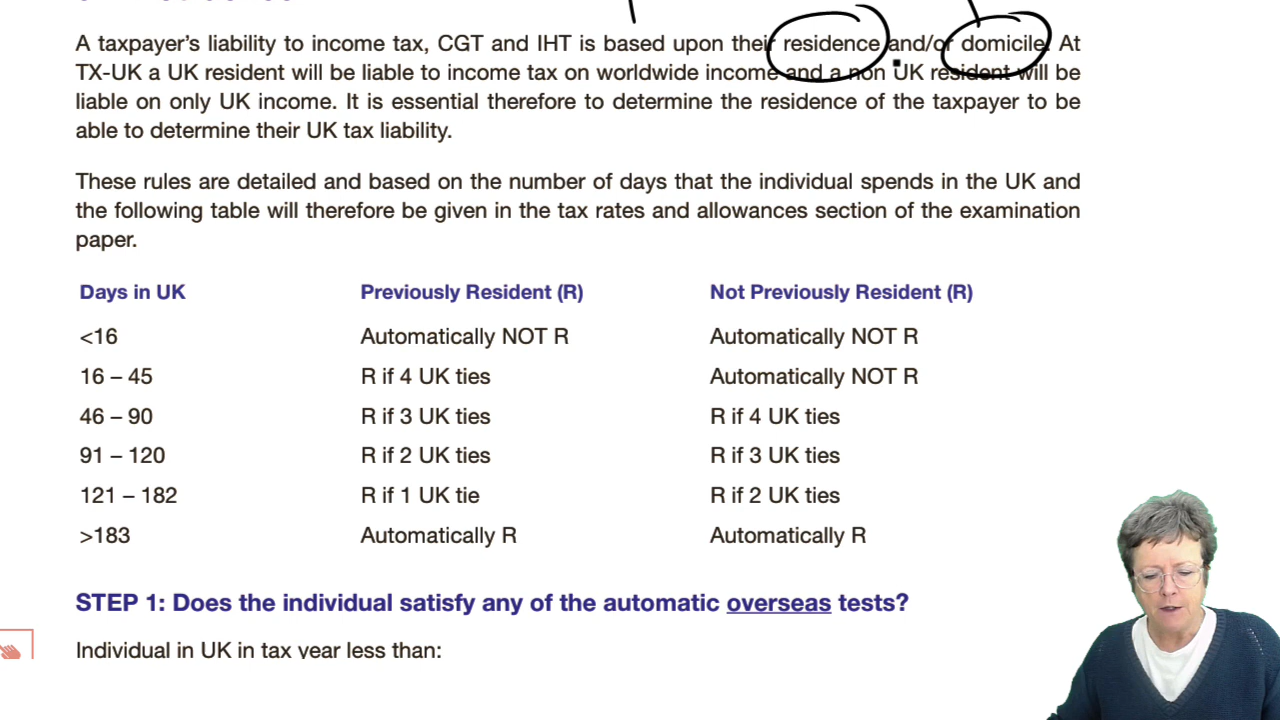 A taxpayer's liability to income tax, CGT and IHT is based upon their residence and/or domicile. At
TX-UK a UK resident will be liable to income tax on worldwide income and a non UK resident will be
liable on only UK income. It is essential therefore to determine the residence of the taxpayer to be
able to determine their UK tax liability.
These rules are detailed and based on the number of days that the individual spends in the UK and
the following table will therefore be given in the tax rates and allowances section of the examination
paper.
Days in UK Previously Resident (R) Not Previously Resident (R)
<16 Automatically NOT R Automatically NOT R
16 – 45 R if 4 UK ties Automatically NOT R
46 – 90 R if 3 UK ties R if 4 UK ties
91 – 120 R if 2 UK ties R if 3 UK ties
121 – 182 R if 1 UK tie R if 2 UK ties
>183 Automatically R Automatically R
STEP 1: Does the individual satisfy any of the automatic overseas tests?
Individual in UK in tax year less than: